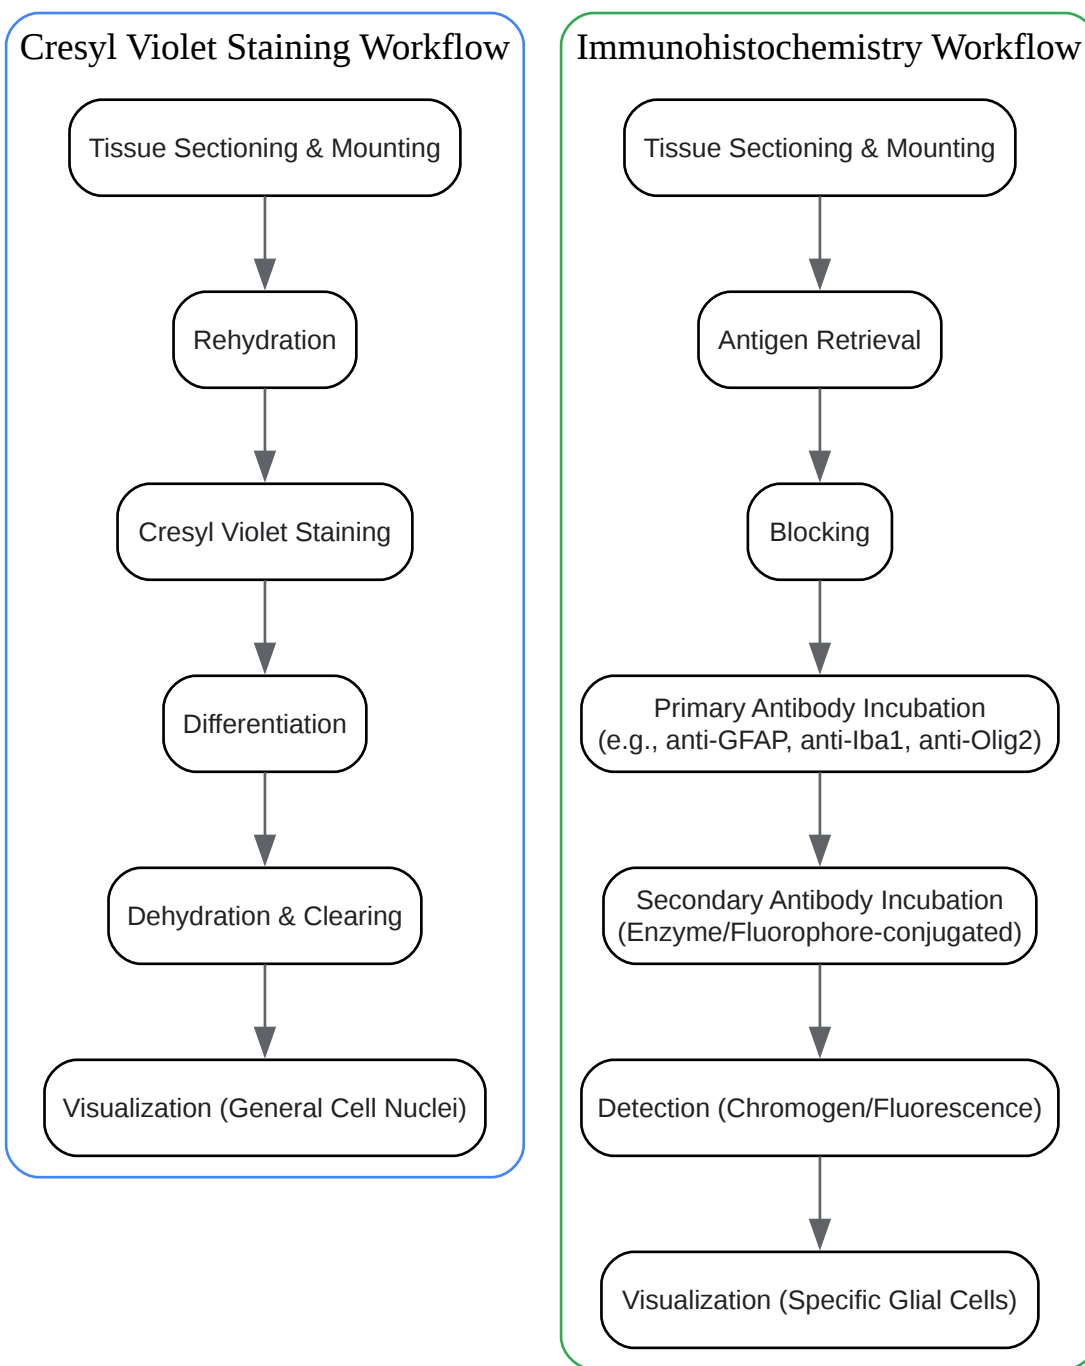 Cresyl Violet Staining Workflow
Tissue Sectioning & Mounting
Rehydration
Cresyl Violet Staining
Differentiation
Dehydration & Clearing
Visualization (General Cell Nuclei)
Immunohistochemistry Workflow
Tissue Sectioning & Mounting
Antigen Retrieval
Blocking
Primary Antibody Incubation
(e.g., anti-GFAP, anti-Iba1, anti-Olig2)
Secondary Antibody Incubation
(Enzyme/Fluorophore-conjugated)
Detection (Chromogen/Fluorescence)
Visualization (Specific Glial Cells)